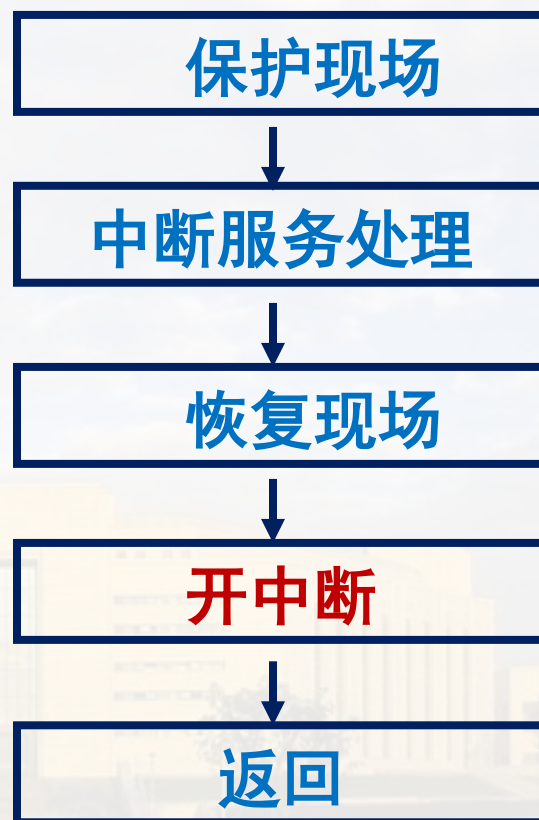 保护现场
中断服务处理
恢复现场
开中断
返回